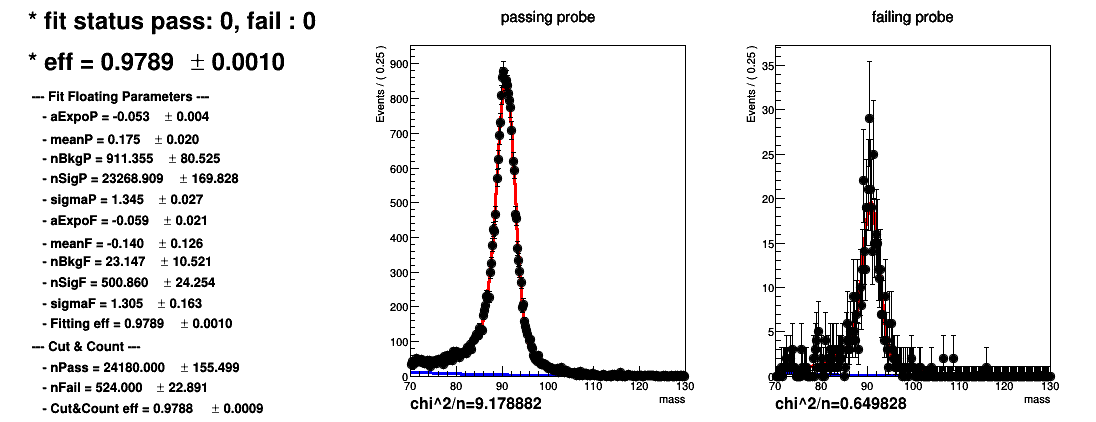 * fit status pass: 0, fail : 0
* eff = 0.9789 ± 0.0010
--- Fit Floating Parameters ---
- aExpoP = -0.053 ± 0.004
- meanP = 0.175 ± 0.020
- nBkgP = 911.355 ± 80.525
- nSigP = 23268.909 ± 169.828
- sigmaP = 1.345 ± 0.027
- aExpoF = -0.059 ± 0.021
- meanF = -0.140 ± 0.126
- nBkgF = 23.147 ± 10.521
- nSigF = 500.860 ± 24.254
- sigmaF = 1.305 ± 0.163
- Fitting eff = 0.9789 ± 0.0010
--- Cut & Count ---
- nPass = 24180.000 ± 155.499
- nFail = 524.000 ± 22.891
- Cut&Count eff = 0.9788 ± 0.0009
passing probe
Events / ( 0.25 )
900
800
700
600
500
400
300
200
100
0
70 80 90 100 110 120 130
mass
chi^2/n=9.178882
failing probe
Events / ( 0.25 )
35
30
25
20
15
10
5
0
70 80 90 100 110 120 130
mass
chi^2/n=0.649828